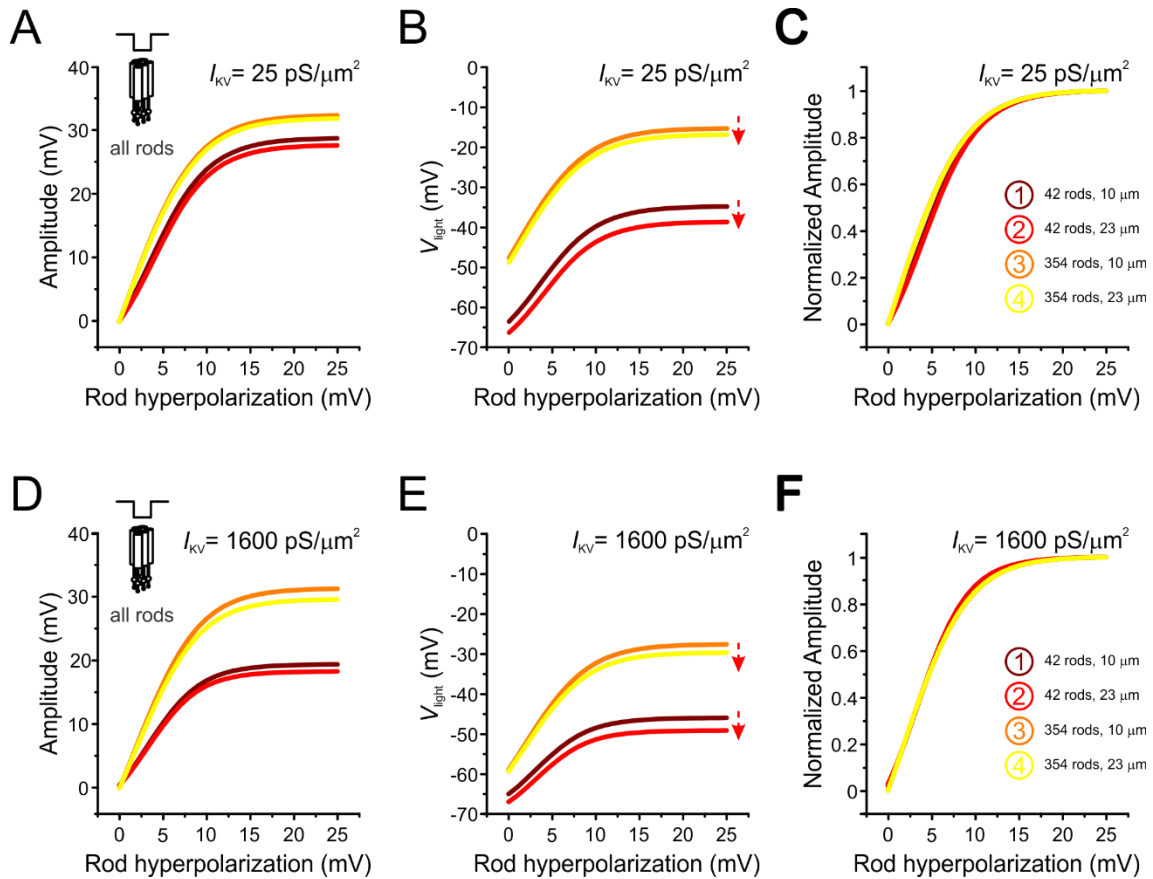 A
B
C
I_KV= 25 pS/μm²
I_KV= 25 pS/μm²
I_KV= 25 pS/μm²
all rods
Amplitude (mV)
40
30
20
10
0
0 5 10 15 20 25
Rod hyperpolarization (mV)
V_light (mV)
0
-10
-20
-30
-40
-50
-60
-70
0 5 10 15 20 25
Rod hyperpolarization (mV)
Normalized Amplitude
1
0.8
0.6
0.4
0.2
0
1 42 rods, 10 μm
2 42 rods, 23 μm
3 354 rods, 10 μm
4 354 rods, 23 μm
0 5 10 15 20 25
Rod hyperpolarization (mV)
D
E
F
I_KV= 1600 pS/μm²
I_KV= 1600 pS/μm²
I_KV= 1600 pS/μm²
all rods
Amplitude (mV)
40
30
20
10
0
0 5 10 15 20 25
Rod hyperpolarization (mV)
V_light (mV)
0
-10
-20
-30
-40
-50
-60
-70
0 5 10 15 20 25
Rod hyperpolarization (mV)
Normalized Amplitude
1
0.8
0.6
0.4
0.2
0
1 42 rods, 10 μm
2 42 rods, 23 μm
3 354 rods, 10 μm
4 354 rods, 23 μm
0 5 10 15 20 25
Rod hyperpolarization (mV)